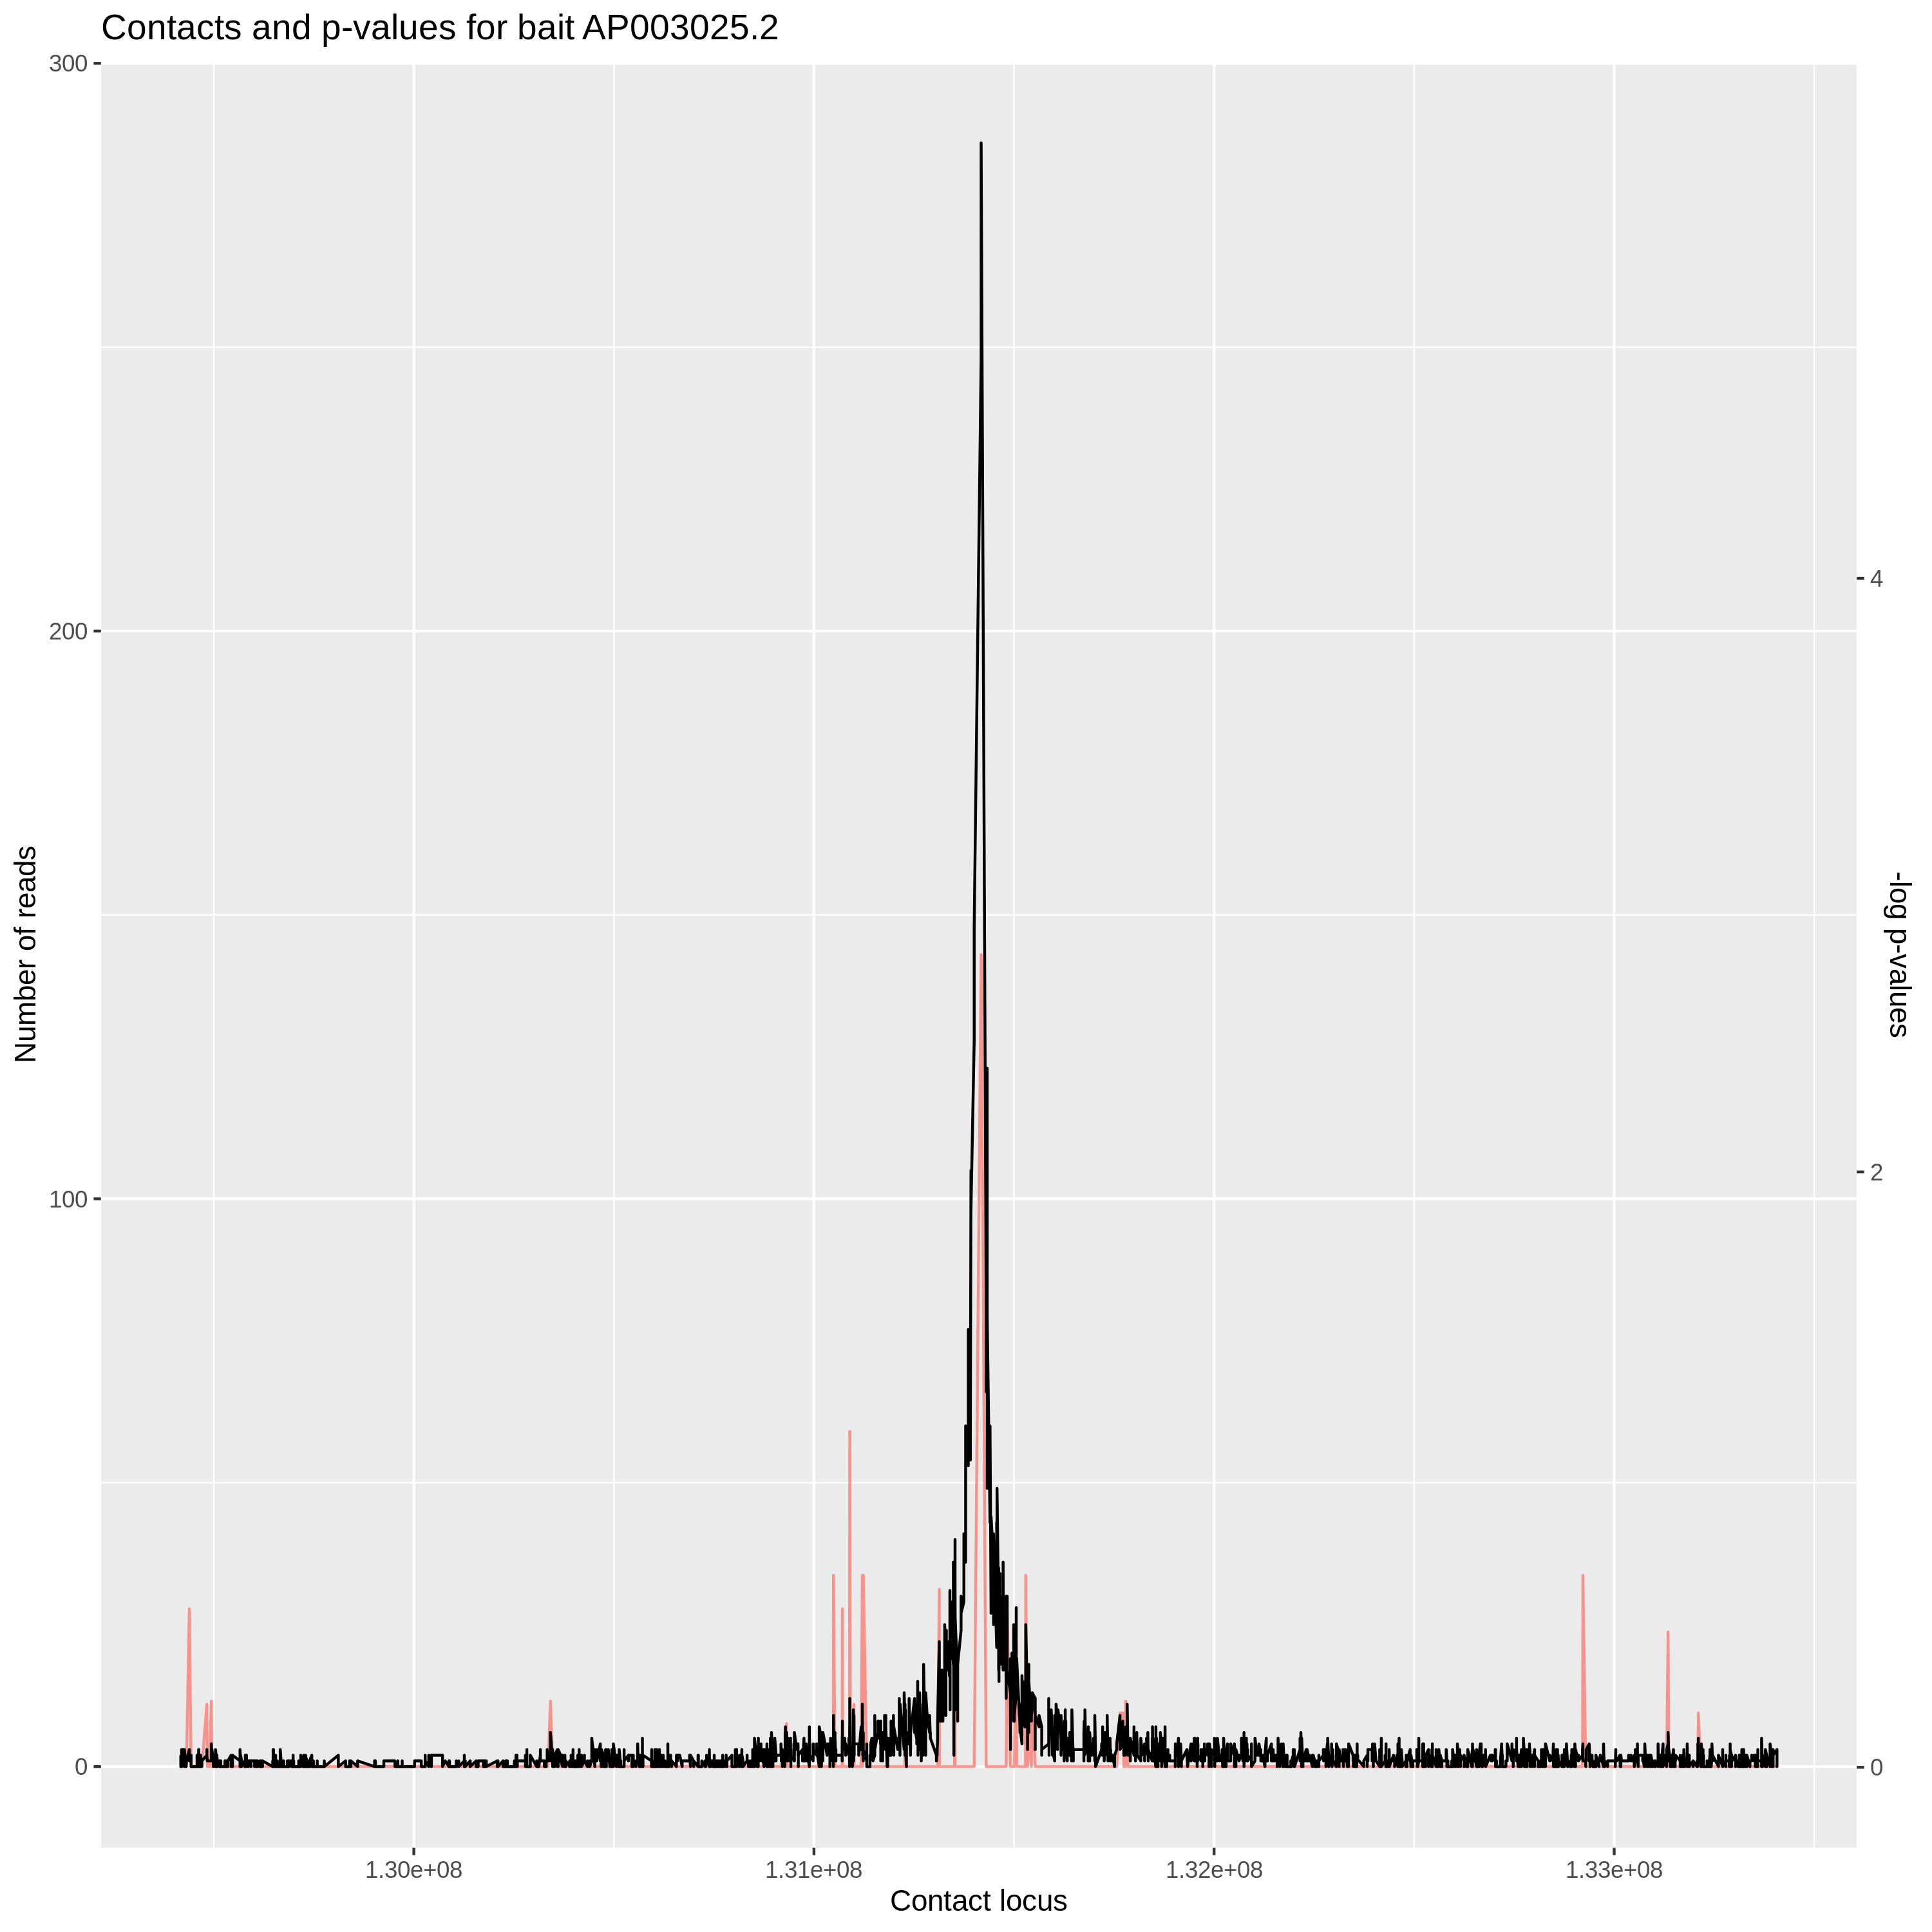 Contacts and p-values for bait AP003025.2
300
200
100
0
Number of reads
4
2
0
-log p-values
1.30e+08
1.31e+08
1.32e+08
1.33e+08
Contact locus